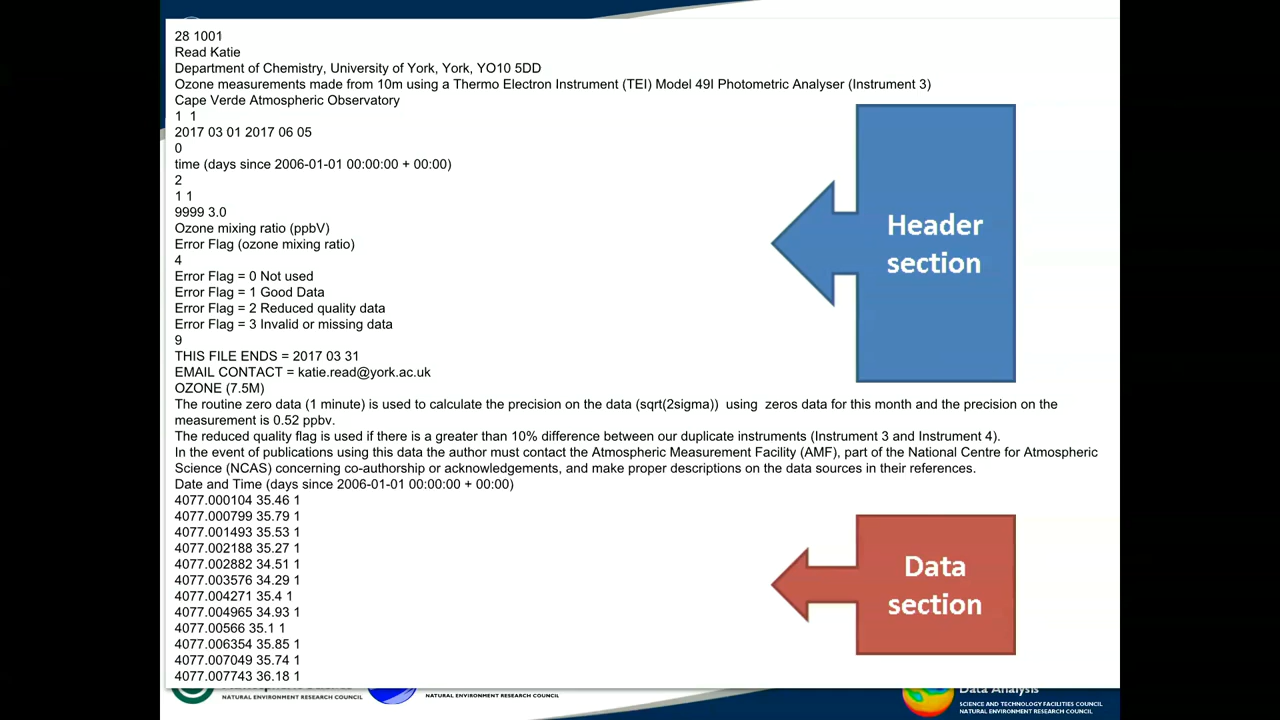 28 1001
Read Katie
Department of Chemistry, University of York, York, YO10 5DD
Ozone measurements made from 10m using a Thermo Electron Instrument (TEI) Model 49I Photometric Analyser (Instrument 3)
Cape Verde Atmospheric Observatory
1  1
2017 03 01 2017 06 05
0
time (days since 2006-01-01 00:00:00 + 00:00)
2
1 1
9999 3.0
Ozone mixing ratio (ppbV)
Error Flag (ozone mixing ratio)
4
Error Flag = 0 Not used
Error Flag = 1 Good Data
Error Flag = 2 Reduced quality data
Error Flag = 3 Invalid or missing data
9
THIS FILE ENDS = 2017 03 31
EMAIL CONTACT = katie.read@york.ac.uk
OZONE (7.5M)
The routine zero data (1 minute) is used to calculate the precision on the data (sqrt(2sigma))  using  zeros data for this month and the precision on the
measurement is 0.52 ppbv.
The reduced quality flag is used if there is a greater than 10% difference between our duplicate instruments (Instrument 3 and Instrument 4).
In the event of publications using this data the author must contact the Atmospheric Measurement Facility (AMF), part of the National Centre for Atmospheric
Science (NCAS) concerning co-authorship or acknowledgements, and make proper descriptions on the data sources in their references.
Date and Time (days since 2006-01-01 00:00:00 + 00:00)
4077.000104 35.46 1
4077.000799 35.79 1
4077.001493 35.53 1
4077.002188 35.27 1
4077.002882 34.51 1
4077.003576 34.29 1
4077.004271 35.4 1
4077.004965 34.93 1
4077.00566 35.1 1
4077.006354 35.85 1
4077.007049 35.74 1
4077.007743 36.18 1
Header
section
Data
section
NATURAL ENVIRONMENT RESEARCH COUNCIL
NATURAL ENVIRONMENT RESEARCH COUNCIL
Data Analysis
SCIENCE AND TECHNOLOGY FACILITIES COUNCIL
NATURAL ENVIRONMENT RESEARCH COUNCIL